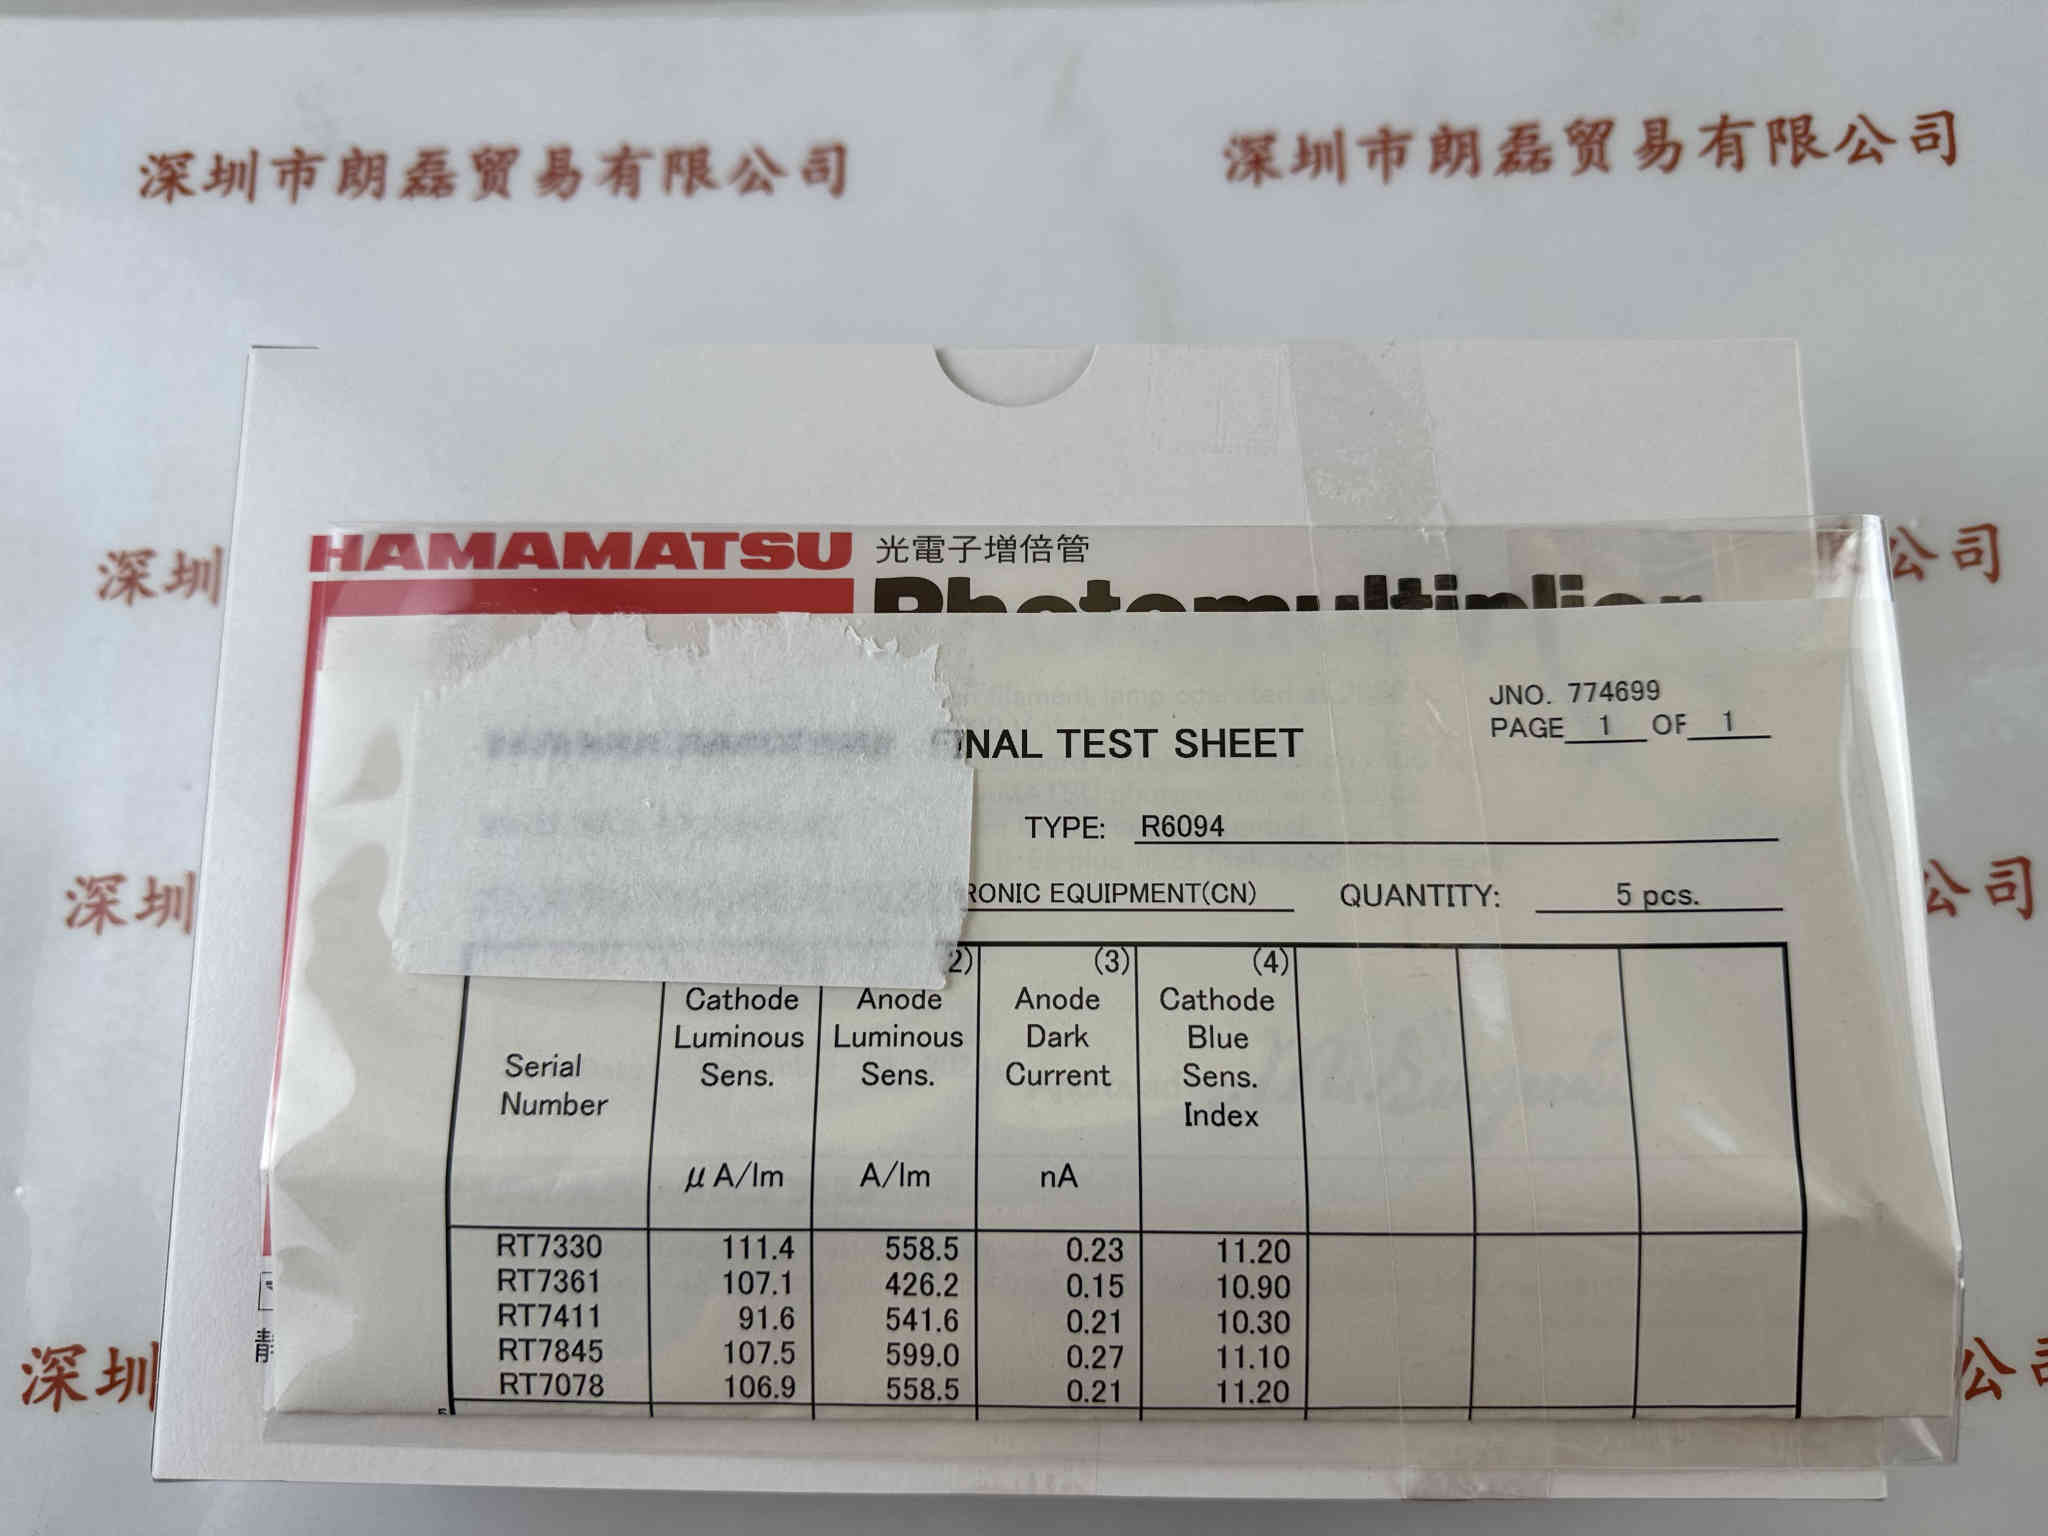 深圳市朗磊贸易有限公司 深圳市朗磊贸易有限公司
HAMAMATSU 光電子増倍管
Photomultiplier
深圳 公司
JNO. 774699
FINAL TEST SHEET PAGE 1 OF 1
TYPE: R6094
深圳 RONIC EQUIPMENT(CN) QUANTITY: 5 pcs. 公司
2) (3) (4)
Serial Number Cathode Luminous Sens. μA/lm Anode Luminous Sens. A/lm Anode Dark Current nA Cathode Blue Sens. Index
RT7330 111.4 558.5 0.23 11.20
RT7361 107.1 426.2 0.15 10.90
RT7411 91.6 541.6 0.21 10.30
RT7845 107.5 599.0 0.27 11.10
RT7078 106.9 558.5 0.21 11.20
深圳 公司